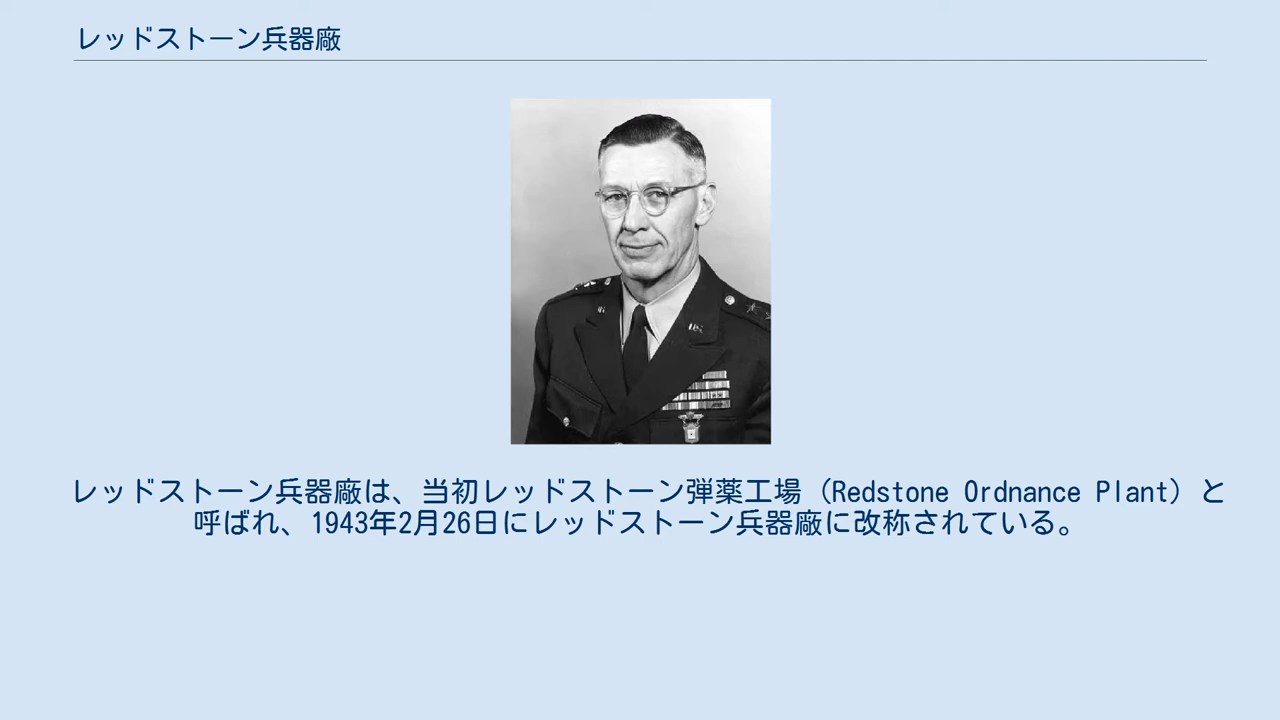 レッドストーン兵器廠
レッドストーン兵器廠は、当初レッドストーン弾薬工場（Redstone Ordnance Plant）と
呼ばれ、1943年2月26日にレッドストーン兵器廠に改称されている。